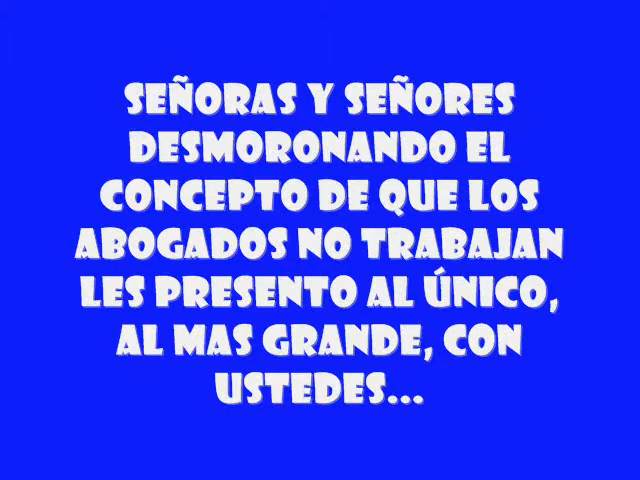 SEÑORAS Y SEÑORES
DESMORONANDO EL
CONCEPTO DE QUE LOS
ABOGADOS NO TRABAJAN
LES PRESENTO AL ÚNICO,
AL MAS GRANDE, CON
USTEDES...